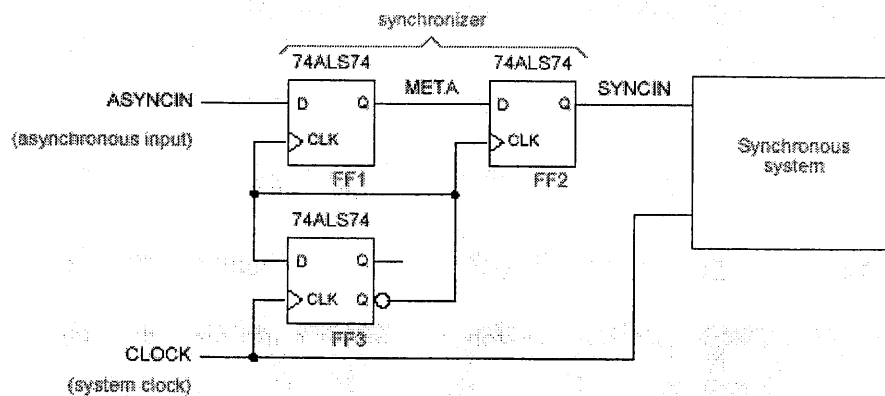 synchronizer
74ALS74
74ALS74
ASYNCIN
D
Q
META
D
Q
SYNCIN
(asynchronous input)
CLK
CLK
Synchronous
system
FF1
FF2
74ALS74
D
Q
CLK
Q
FF3
CLOCK
(system clock)